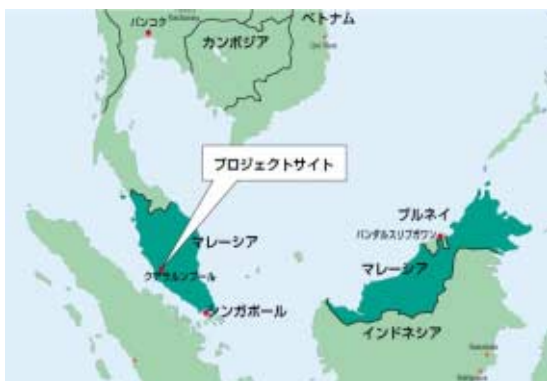 ベトナム
バンコク
カンボジア
プロジェクトサイト
ブルネイ
バンダルスリブガワン
マレーシア
マレーシア
クアラルンプール
シンガポール
インドネシア